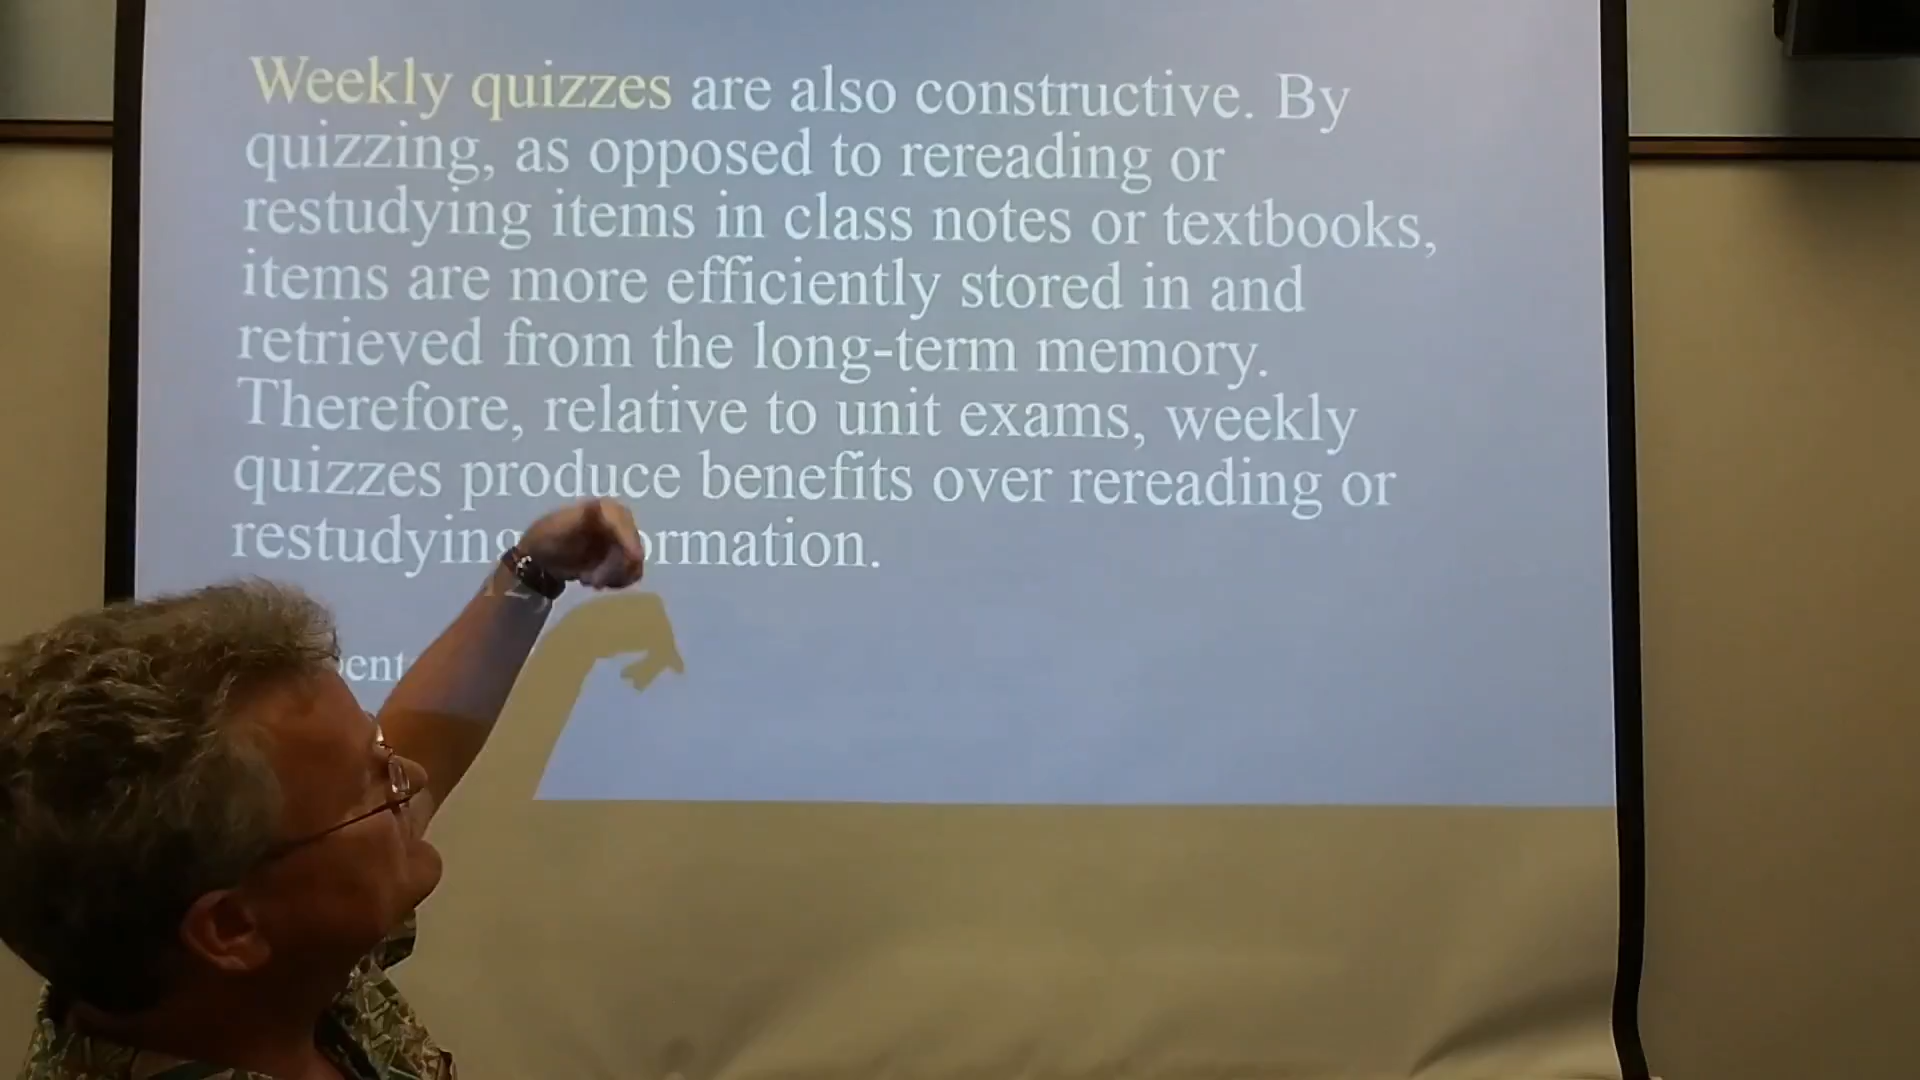 Weekly quizzes are also constructive. By
quizzing, as opposed to rereading or
restudying items in class notes or textbooks,
items are more efficiently stored in and
retrieved from the long-term memory.
Therefore, relative to unit exams, weekly
quizzes produce benefits over rereading or
restudying